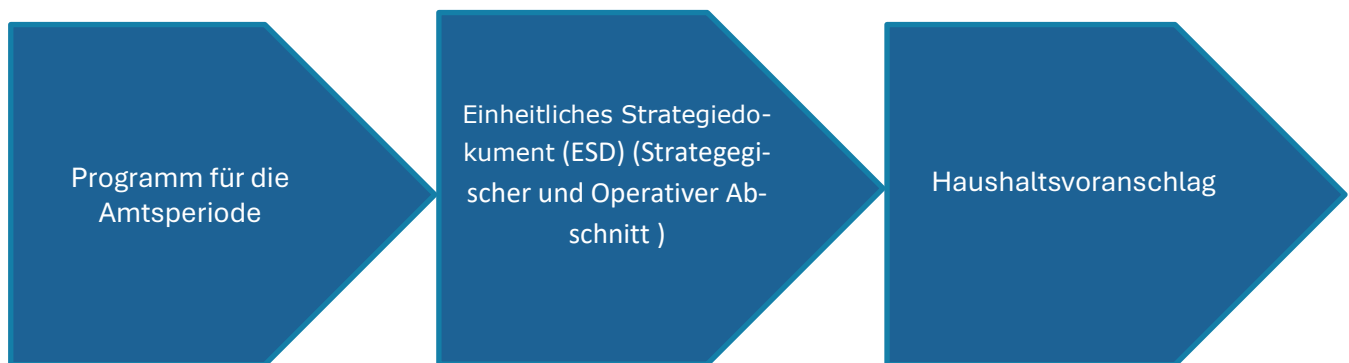 Programm für die
Amtsperiode
Einheitliches Strategiedo-
kument (ESD) (Strategegi-
scher und Operativer Ab-
schnitt )
Haushaltsvoranschlag